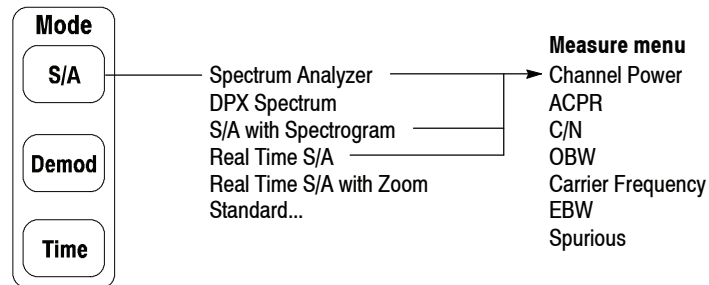 Mode
S/A
Demod
Time
Spectrum Analyzer
DPX Spectrum
S/A with Spectrogram
Real Time S/A
Real Time S/A with Zoom
Standard...
Measure menu
Channel Power
ACPR
C/N
OBW
Carrier Frequency
EBW
Spurious